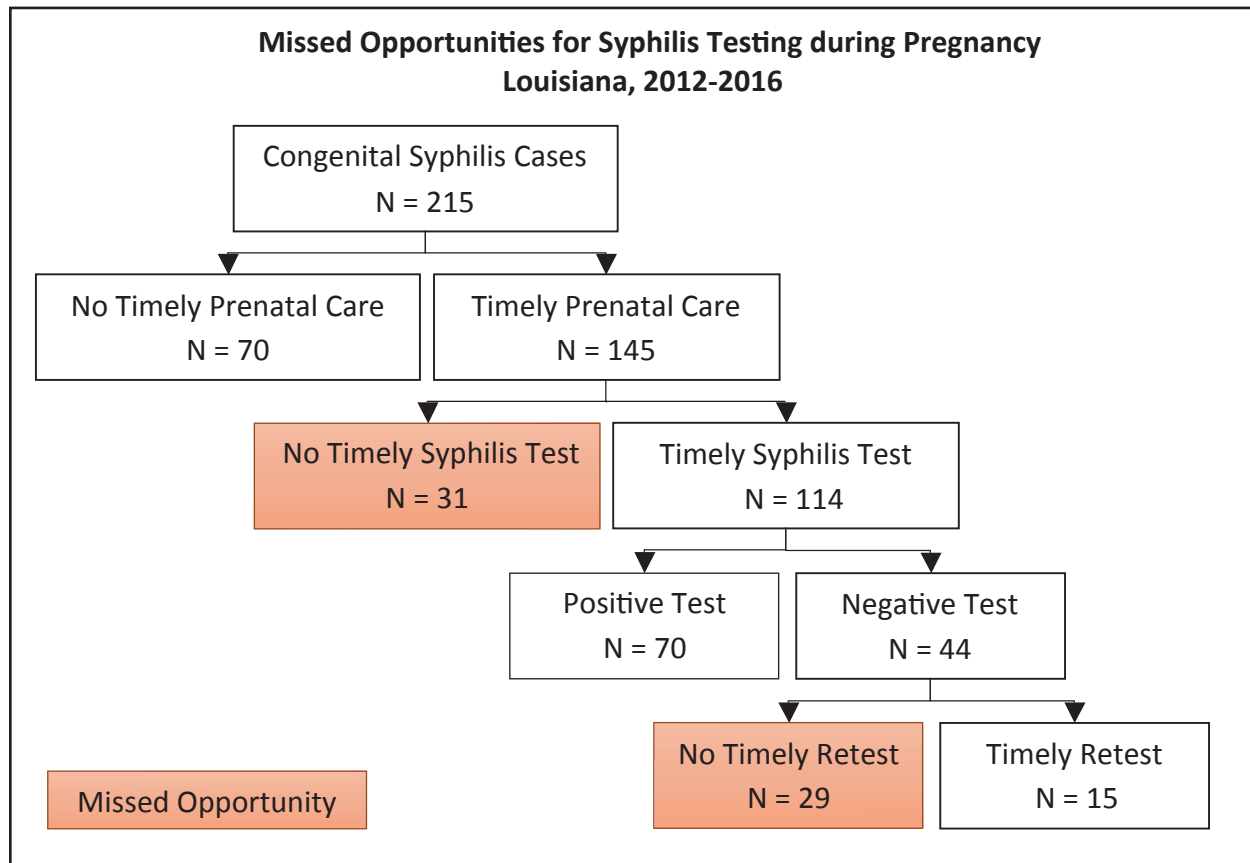 Missed Opportunities for Syphilis Testing during Pregnancy
Louisiana, 2012-2016
Congenital Syphilis Cases
N = 215
No Timely Prenatal Care
N = 70
Timely Prenatal Care
N = 145
No Timely Syphilis Test
N = 31
Timely Syphilis Test
N = 114
Positive Test
N = 70
Negative Test
N = 44
No Timely Retest
N = 29
Timely Retest
N = 15
Missed Opportunity